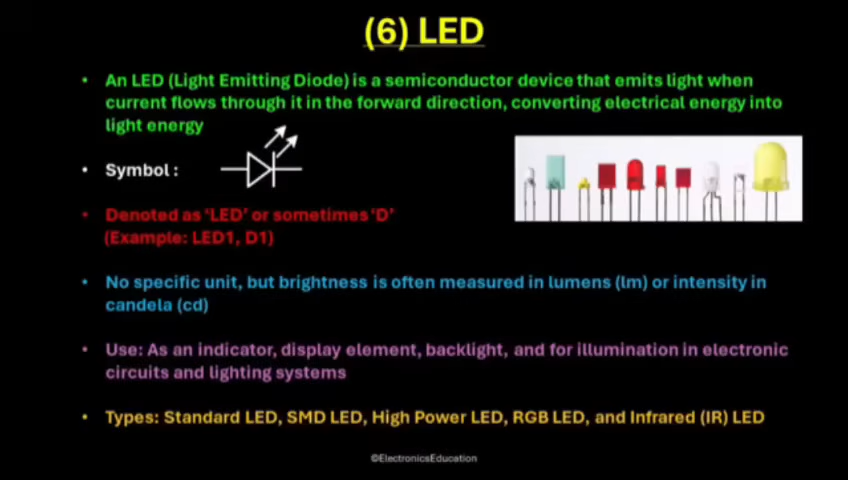 (6) LED
• An LED (Light Emitting Diode) is a semiconductor device that emits light when
current flows through it in the forward direction, converting electrical energy into
light energy
• Symbol :
• Denoted as ‘LED’ or sometimes ‘D’
(Example: LED1, D1)
• No specific unit, but brightness is often measured in lumens (lm) or intensity in
candela (cd)
• Use: As an indicator, display element, backlight, and for illumination in electronic
circuits and lighting systems
• Types: Standard LED, SMD LED, High Power LED, RGB LED, and Infrared (IR) LED
©ElectronicsEducation